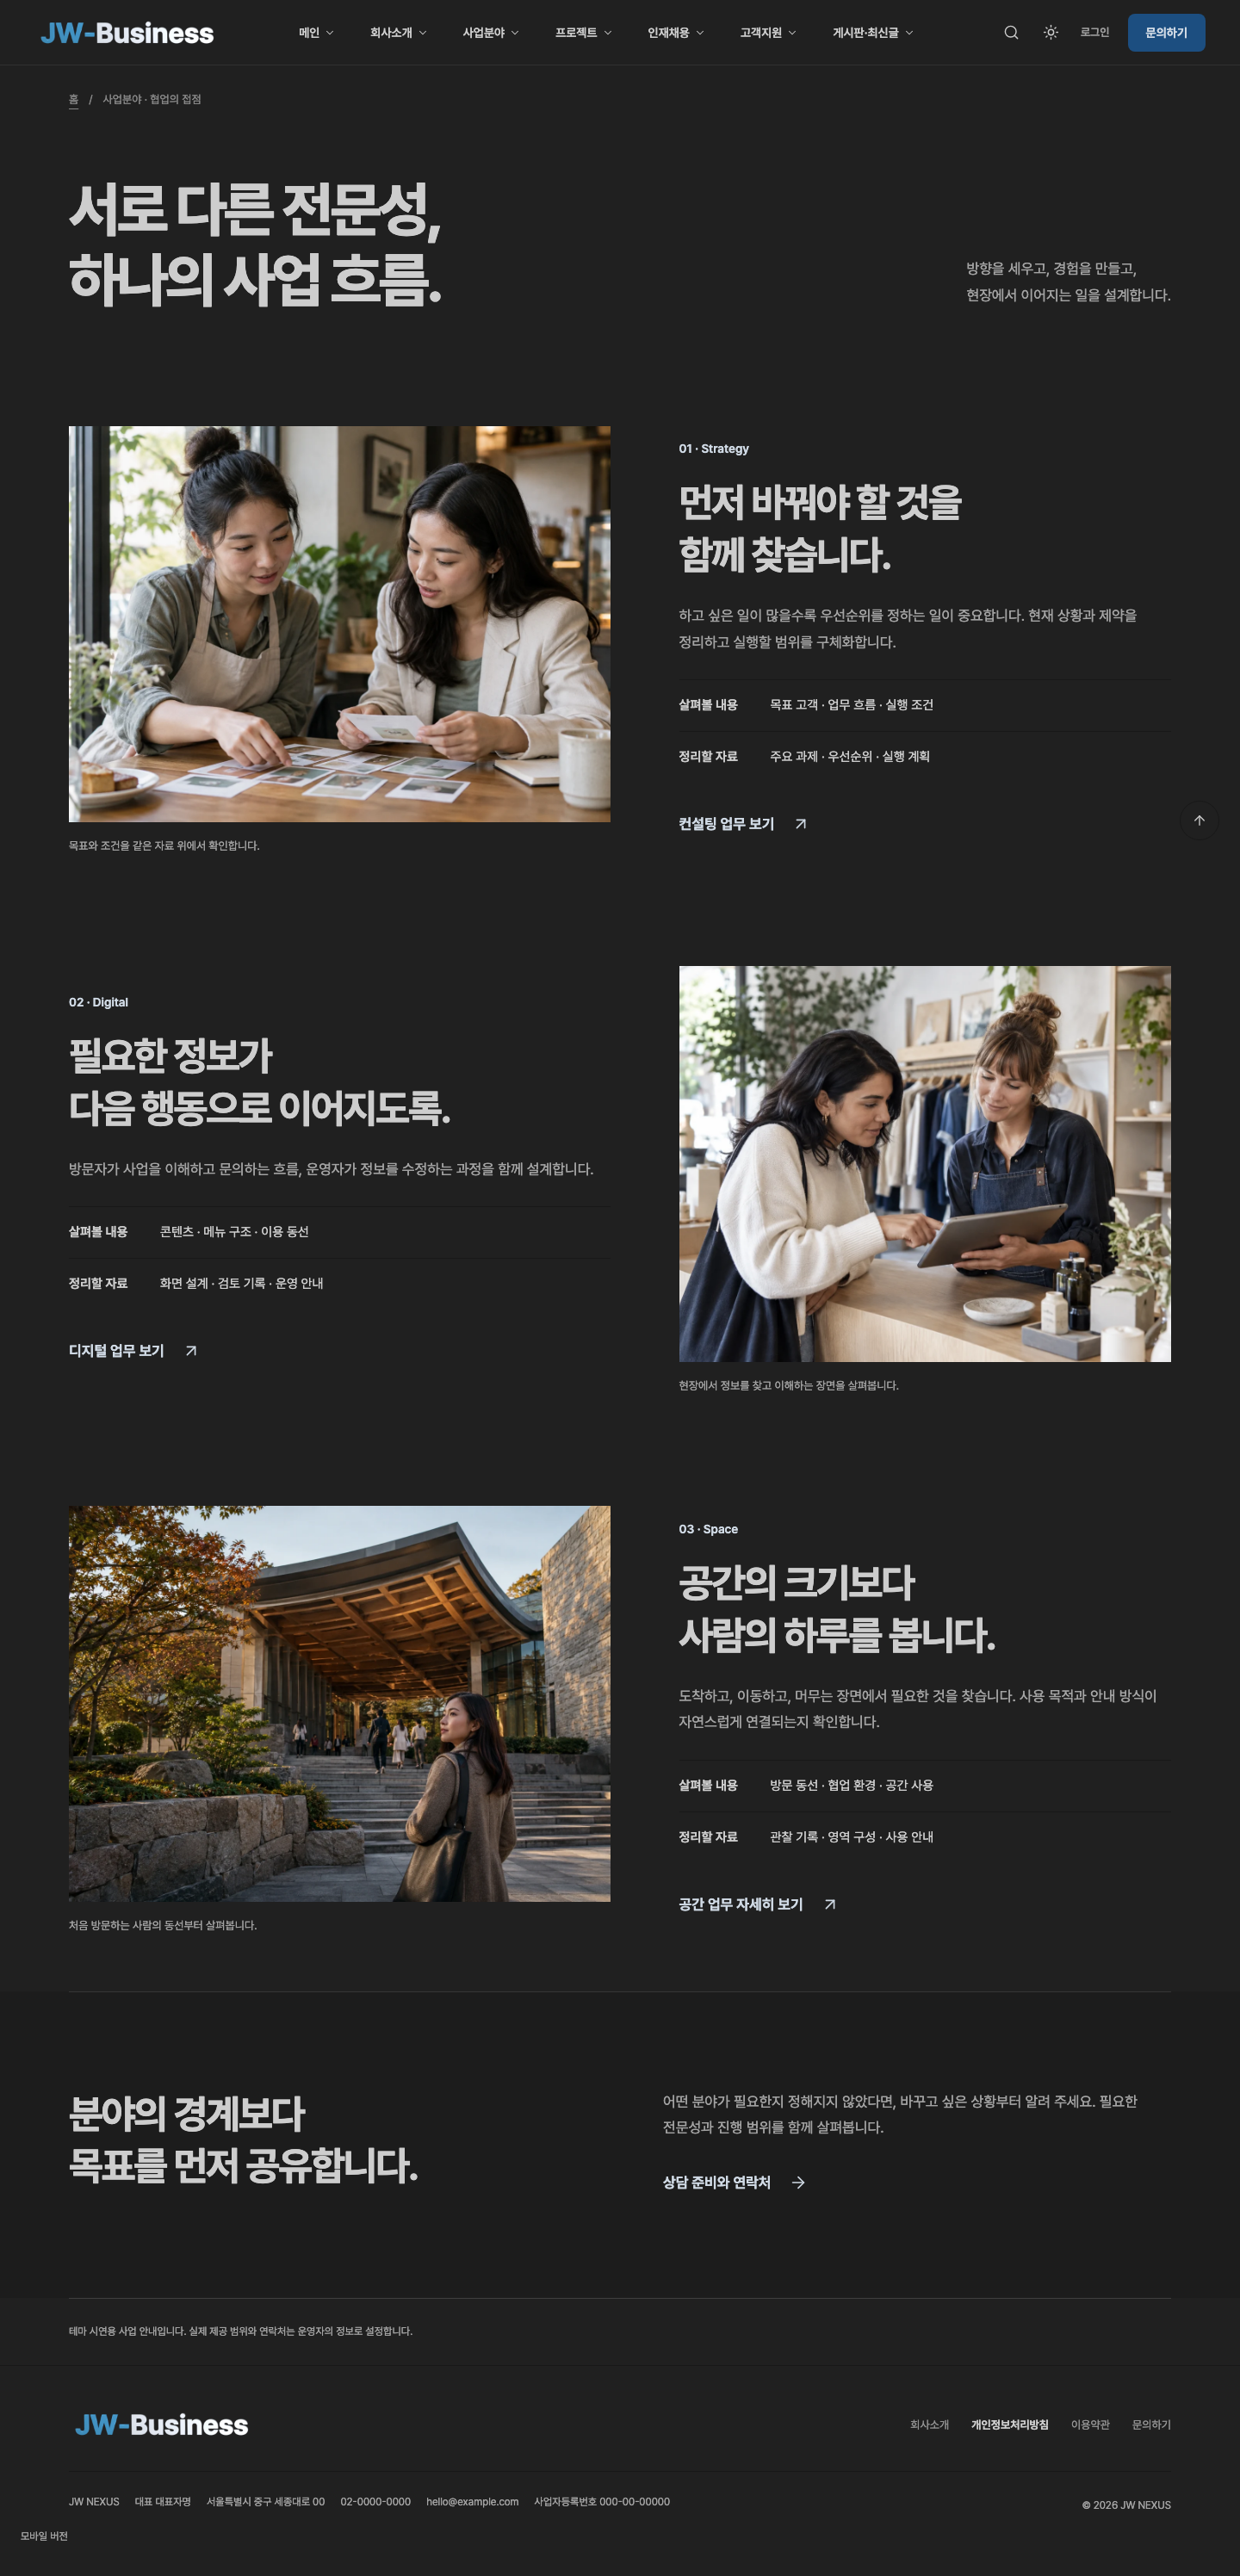 JW-Business
메인 회사소개 사업분야 프로젝트 인재채용 고객지원 게시판·최신글 로그인 문의하기
홈 / 사업분야 · 협업의 접점
서로 다른 전문성,
하나의 사업 흐름.
방향을 세우고, 경험을 만들고,
현장에서 이어지는 일을 설계합니다.
01 · Strategy
먼저 바꿔야 할 것을
함께 찾습니다.
하고 싶은 일이 많을수록 우선순위를 정하는 일이 중요합니다. 현재 상황과 제약을
정리하고 실행할 범위를 구체화합니다.
살펴볼 내용 목표 고객 · 업무 흐름 · 실행 조건
정리할 자료 주요 과제 · 우선순위 · 실행 계획
컨설팅 업무 보기
목표와 조건을 같은 자료 위에서 확인합니다.
02 · Digital
필요한 정보가
다음 행동으로 이어지도록.
방문자가 사업을 이해하고 문의하는 흐름, 운영자가 정보를 수정하는 과정을 함께 설계합니다.
살펴볼 내용 콘텐츠 · 메뉴 구조 · 이용 동선
정리할 자료 화면 설계 · 검토 기록 · 운영 안내
디지털 업무 보기
현장에서 정보를 찾고 이해하는 장면을 살펴봅니다.
03 · Space
공간의 크기보다
사람의 하루를 봅니다.
도착하고, 이동하고, 머무는 장면에서 필요한 것을 찾습니다. 사용 목적과 안내 방식이
자연스럽게 연결되는지 확인합니다.
살펴볼 내용 방문 동선 · 협업 환경 · 공간 사용
정리할 자료 관찰 기록 · 영역 구성 · 사용 안내
공간 업무 자세히 보기
처음 방문하는 사람의 동선부터 살펴봅니다.
분야의 경계보다
목표를 먼저 공유합니다.
어떤 분야가 필요한지 정해지지 않았다면, 바꾸고 싶은 상황부터 알려 주세요. 필요한
전문성과 진행 범위를 함께 살펴봅니다.
상담 준비와 연락처
테마 시연용 사업 안내입니다. 실제 제공 범위와 연락처는 운영자의 정보로 설정합니다.
JW-Business
회사소개 개인정보처리방침 이용약관 문의하기
JW NEXUS 대표 대표자명 서울특별시 중구 세종대로 00 02-0000-0000 hello@example.com 사업자등록번호 000-00-00000
© 2026 JW NEXUS
모바일 버전